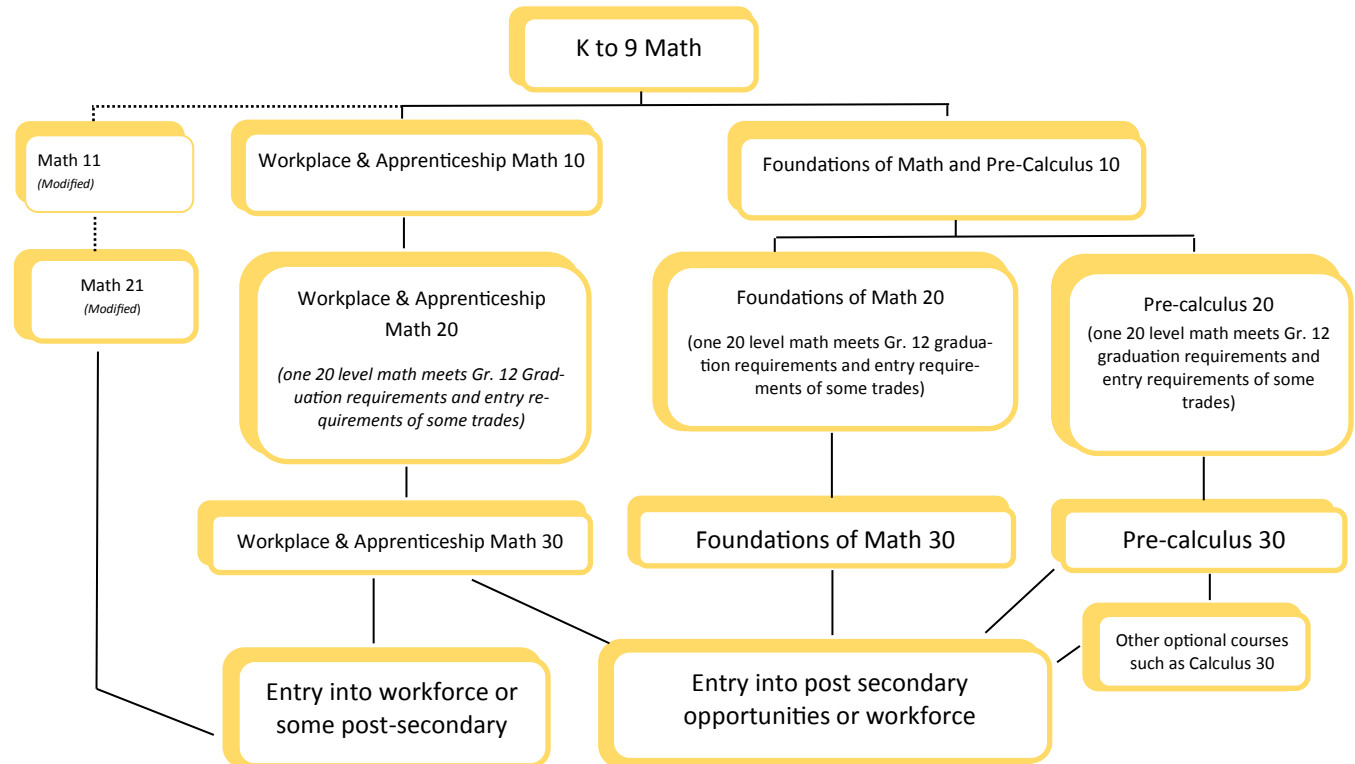 K to 9 Math
Math 11
(Modified)
Workplace & Apprenticeship Math 10
Foundations of Math and Pre-Calculus 10
Math 21
(Modified)
Workplace & Apprenticeship
Math 20
(one 20 level math meets Gr. 12 Grad-
uation requirements and entry re-
quirements of some trades)
Foundations of Math 20
(one 20 level math meets Gr. 12 gradua-
tion requirements and entry require-
ments of some trades)
Pre-calculus 20
(one 20 level math meets Gr. 12
graduation requirements and
entry requirements of some
trades)
Workplace & Apprenticeship Math 30
Foundations of Math 30
Pre-calculus 30
Other optional courses
such as Calculus 30
Entry into workforce or
some post-secondary
Entry into post secondary
opportunities or workforce